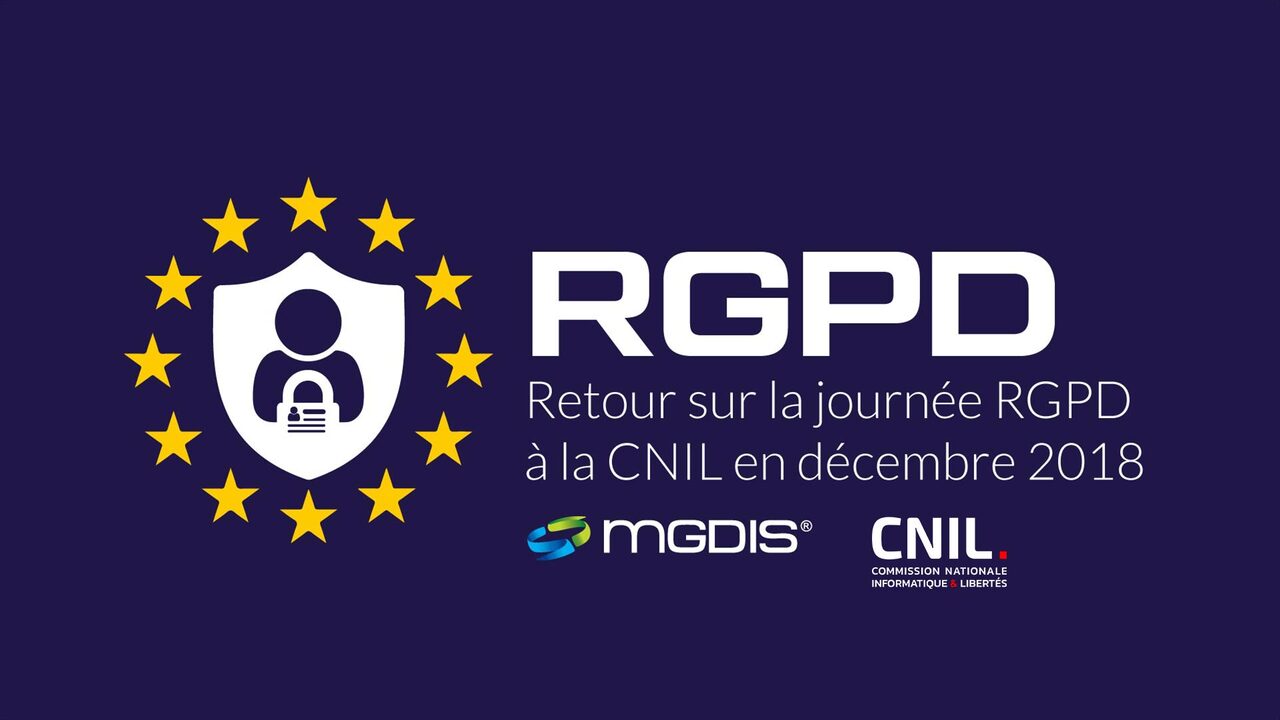 RGPD
Retour sur la journée RGPD
à la CNIL en décembre 2018
MGDIS®
CNIL.
COMMISSION NATIONALE
INFORMATIQUE & LIBERTÉS